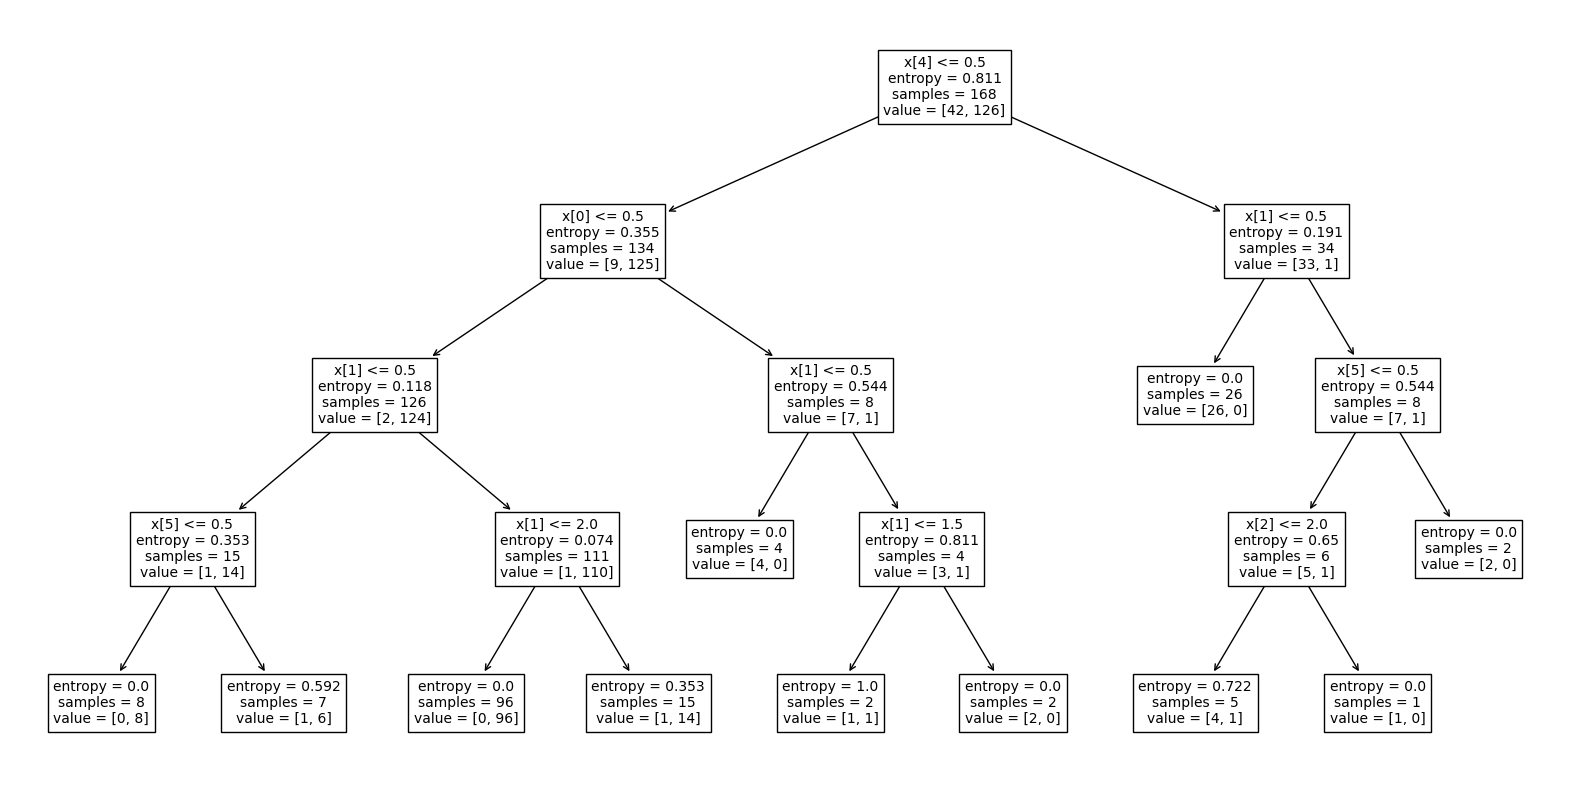 x[4] <= 0.5
entropy = 0.811
samples = 168
value = [42, 126]
x[0] <= 0.5
entropy = 0.355
samples = 134
value = [9, 125]
x[1] <= 0.5
entropy = 0.191
samples = 34
value = [33, 1]
x[1] <= 0.5
entropy = 0.118
samples = 126
value = [2, 124]
x[1] <= 0.5
entropy = 0.544
samples = 8
value = [7, 1]
entropy = 0.0
samples = 26
value = [26, 0]
x[5] <= 0.5
entropy = 0.544
samples = 8
value = [7, 1]
x[5] <= 0.5
entropy = 0.353
samples = 15
value = [1, 14]
x[1] <= 2.0
entropy = 0.074
samples = 111
value = [1, 110]
entropy = 0.0
samples = 4
value = [4, 0]
x[1] <= 1.5
entropy = 0.811
samples = 4
value = [3, 1]
x[2] <= 2.0
entropy = 0.65
samples = 6
value = [5, 1]
entropy = 0.0
samples = 2
value = [2, 0]
entropy = 0.0
samples = 8
value = [0, 8]
entropy = 0.592
samples = 7
value = [1, 6]
entropy = 0.0
samples = 96
value = [0, 96]
entropy = 0.353
samples = 15
value = [1, 14]
entropy = 1.0
samples = 2
value = [1, 1]
entropy = 0.0
samples = 2
value = [2, 0]
entropy = 0.722
samples = 5
value = [4, 1]
entropy = 0.0
samples = 1
value = [1, 0]